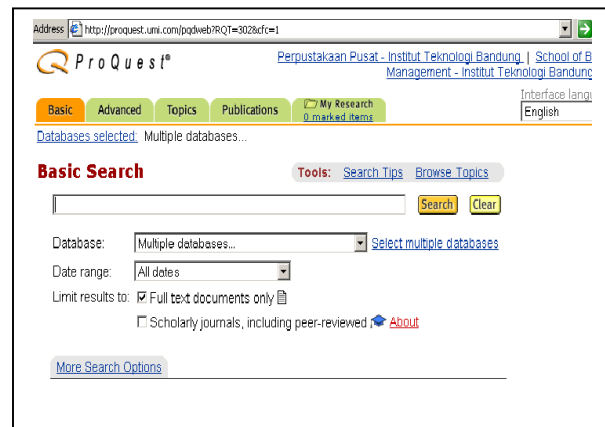 Address http://proquest.umi.com/pqdweb?RQT=302&cfc=1
ProQuest® Perpustakaan Pusat - Institut Teknologi Bandung | School of B
Management - Institut Teknologi Bandung
Interface langu
Basic Advanced Topics Publications My Research
0 marked items
English
Databases selected: Multiple databases...
Basic Search Tools: Search Tips Browse Topics
Search Clear
Database: Multiple databases... Select multiple databases
Date range: All dates
Limit results to: Full text documents only
Scholarly journals, including peer-reviewed About
More Search Options